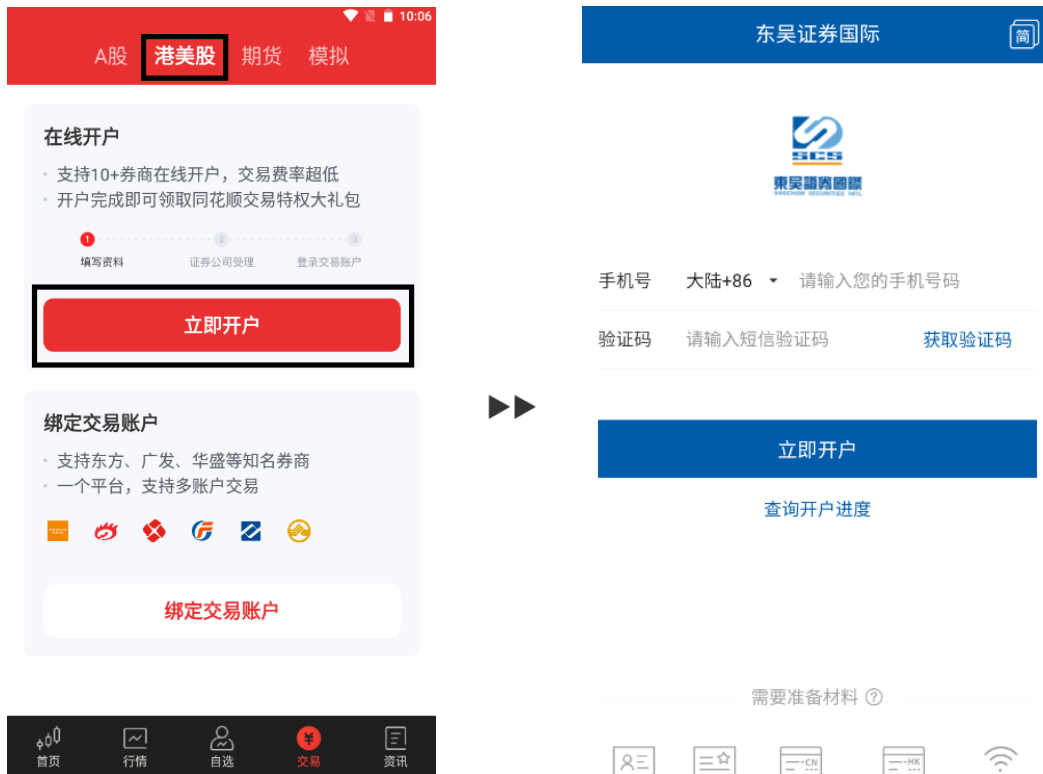 10:06
A股 港美股 期货 模拟
在线开户
支持10+券商在线开户，交易费率超低
开户完成即可领取同花顺交易特权大礼包
1 2 3
填写资料 证券公司受理 登录交易账户
立即开户
绑定交易账户
支持东方、广发、华盛等知名券商
一个平台，支持多账户交易
绑定交易账户
首页 行情 自选 交易 资讯
东吴证券国际 简
SCS
東吳證券國際
SOOCHOW SECURITIES INTL
手机号 大陆+86 请输入您的手机号码
验证码 请输入短信验证码 获取验证码
立即开户
查询开户进度
需要准备材料 ?
CN HK